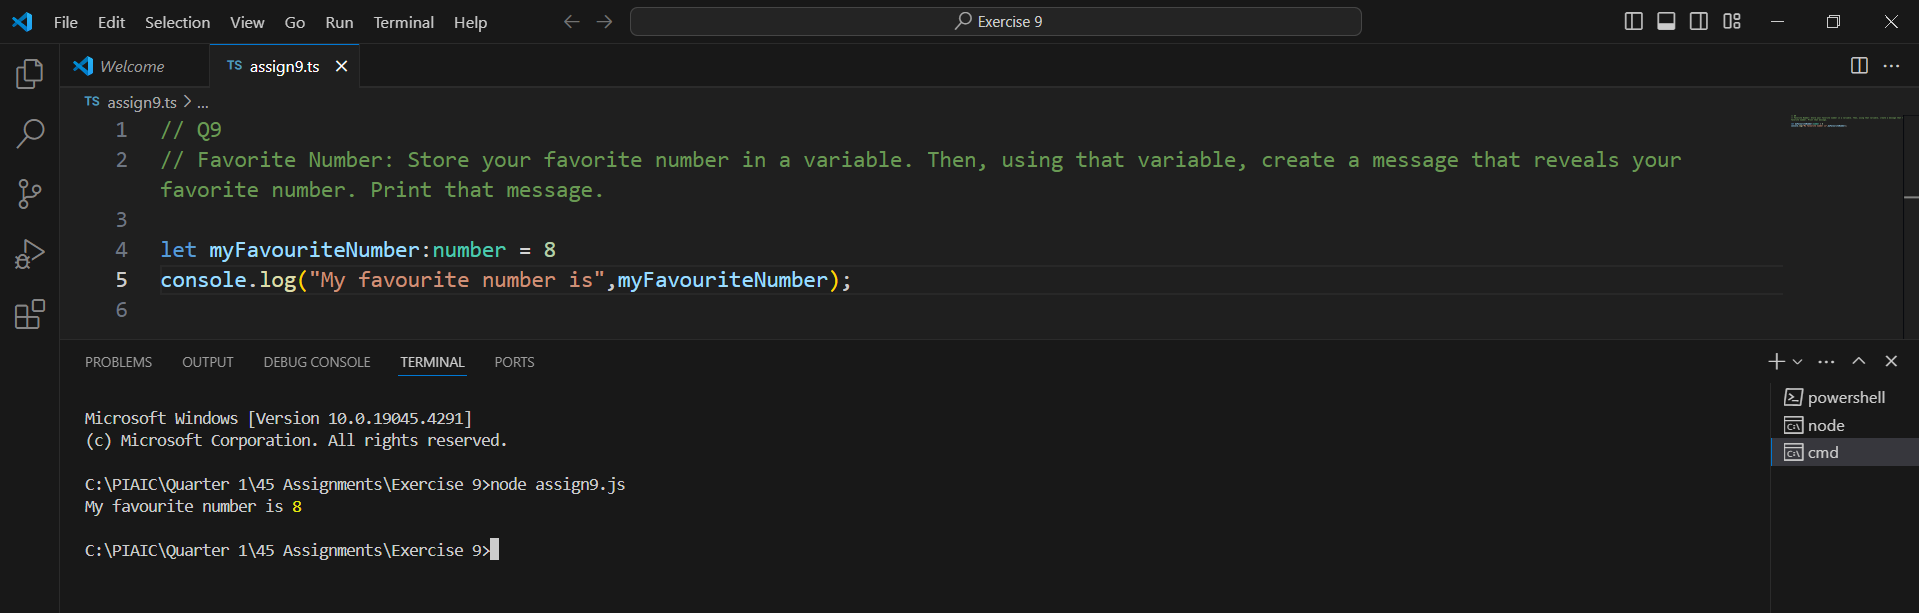 File Edit Selection View Go Run Terminal Help
Exercise 9
Welcome
TS assign9.ts
TS assign9.ts > ...
1 // Q9
2 // Favorite Number: Store your favorite number in a variable. Then, using that variable, create a message that reveals your
favorite number. Print that message.
3
4 let myFavouriteNumber:number = 8
5 console.log("My favourite number is",myFavouriteNumber);
6
PROBLEMS OUTPUT DEBUG CONSOLE TERMINAL PORTS
Microsoft Windows [Version 10.0.19045.4291]
(c) Microsoft Corporation. All rights reserved.
C:\PIAIC\Quarter 1\45 Assignments\Exercise 9>node assign9.js
My favourite number is 8
C:\PIAIC\Quarter 1\45 Assignments\Exercise 9>
powershell
node
cmd